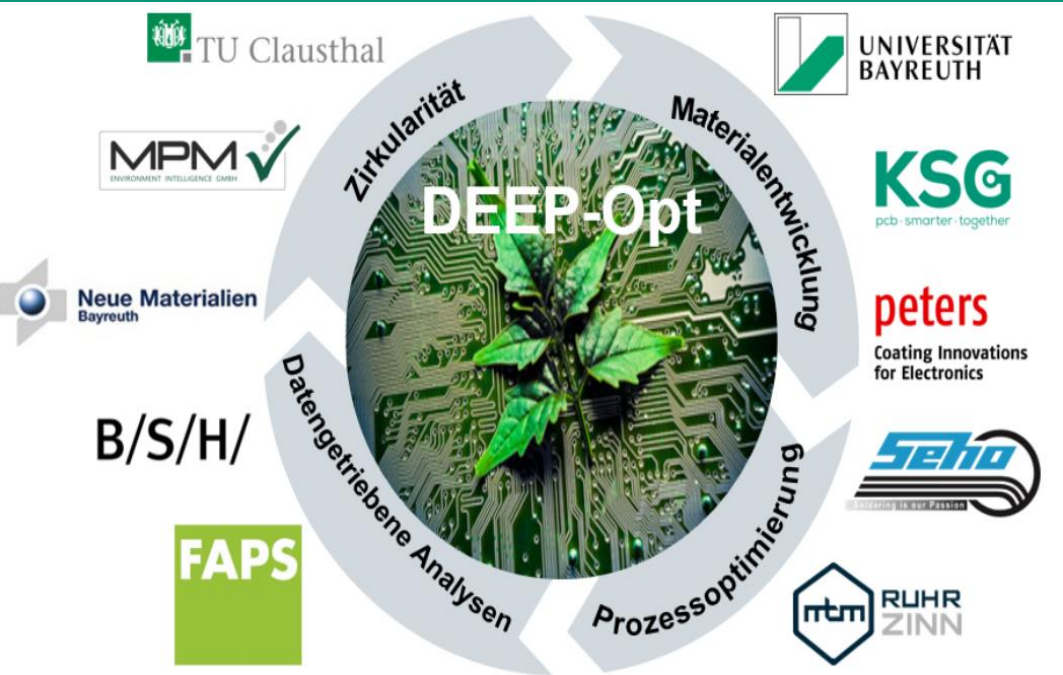 TU Clausthal
UNIVERSITÄT
BAYREUTH
Zirkularität
Materialentwicklung
MPM
ENVIRONMENT INTELLIGENCE GMBH
KSG
pcb · smarter · together
DEEP-Opt
Neue Materialien
Bayreuth
peters
Coating Innovations
for Electronics
B/S/H/
Datengetriebene Analysen
Prozessoptimierung
Seho
Soldering is our Passion
FAPS
mtm
RUHR
ZINN